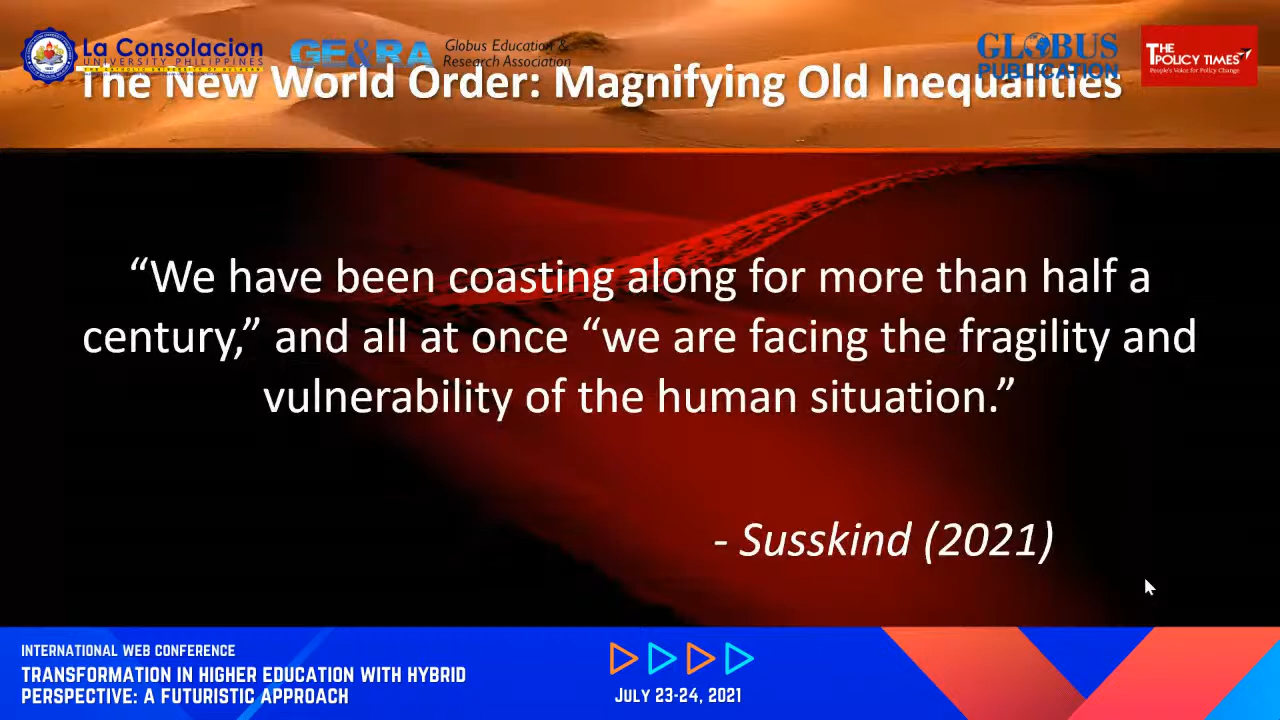 La Consolacion
UNIVERSITY PHILIPPINES
GE&RA
Globus Education &
Research Association
GLOBUS
PUBLICATION
THE
POLICY TIMES
People's Voice for Policy Change
The New World Order: Magnifying Old Inequalities
“We have been coasting along for more than half a
century,” and all at once “we are facing the fragility and
vulnerability of the human situation.”
- Susskind (2021)
INTERNATIONAL WEB CONFERENCE
TRANSFORMATION IN HIGHER EDUCATION WITH HYBRID
PERSPECTIVE: A FUTURISTIC APPROACH
JULY 23-24, 2021